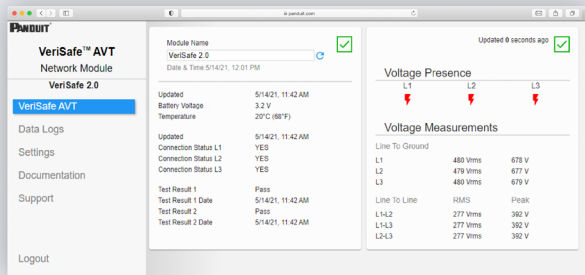 panduit.com
PANDUIT
VeriSafe™ AVT
Network Module
VeriSafe 2.0
VeriSafe AVT
Data Logs
Settings
Documentation
Support
Logout
Module Name
VeriSafe 2.0
Date & Time 5/14/21, 12:01 PM
Updated 5/14/21, 11:42 AM
Battery Voltage 3.2 V
Temperature 20°C (68°F)
Updated 5/14/21, 11:42 AM
Connection Status L1 YES
Connection Status L2 YES
Connection Status L3 YES
Test Result 1 Pass
Test Result 1 Date 5/14/21, 11:42 AM
Test Result 2 Pass
Test Result 2 Date 5/14/21, 11:42 AM
Updated 0 seconds ago
Voltage Presence
L1 L2 L3
Voltage Measurements
Line To Ground
L1 480 Vrms 678 V
L2 479 Vrms 677 V
L3 480 Vrms 679 V
Line To Line RMS Peak
L1-L2 277 Vrms 392 V
L1-L3 277 Vrms 392 V
L2-L3 277 Vrms 392 V